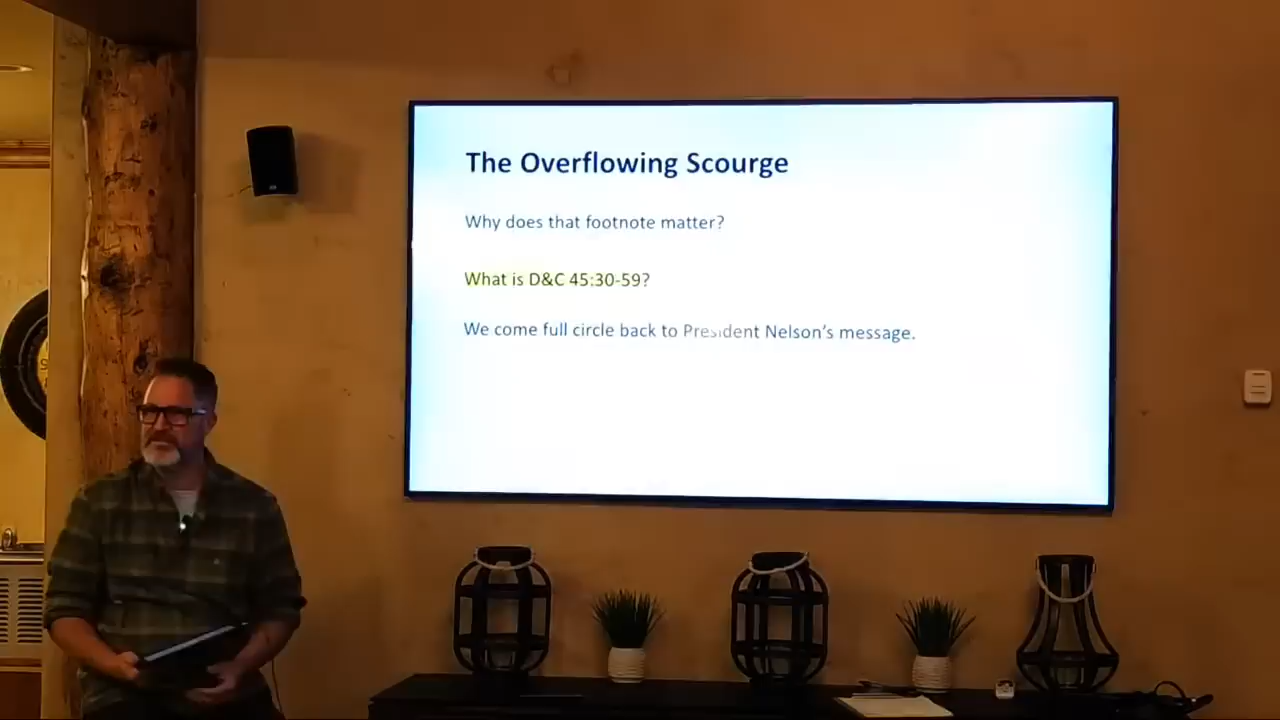 The Overflowing Scourge
Why does that footnote matter?
What is D&C 45:30-59?
We come full circle back to President Nelson's message.